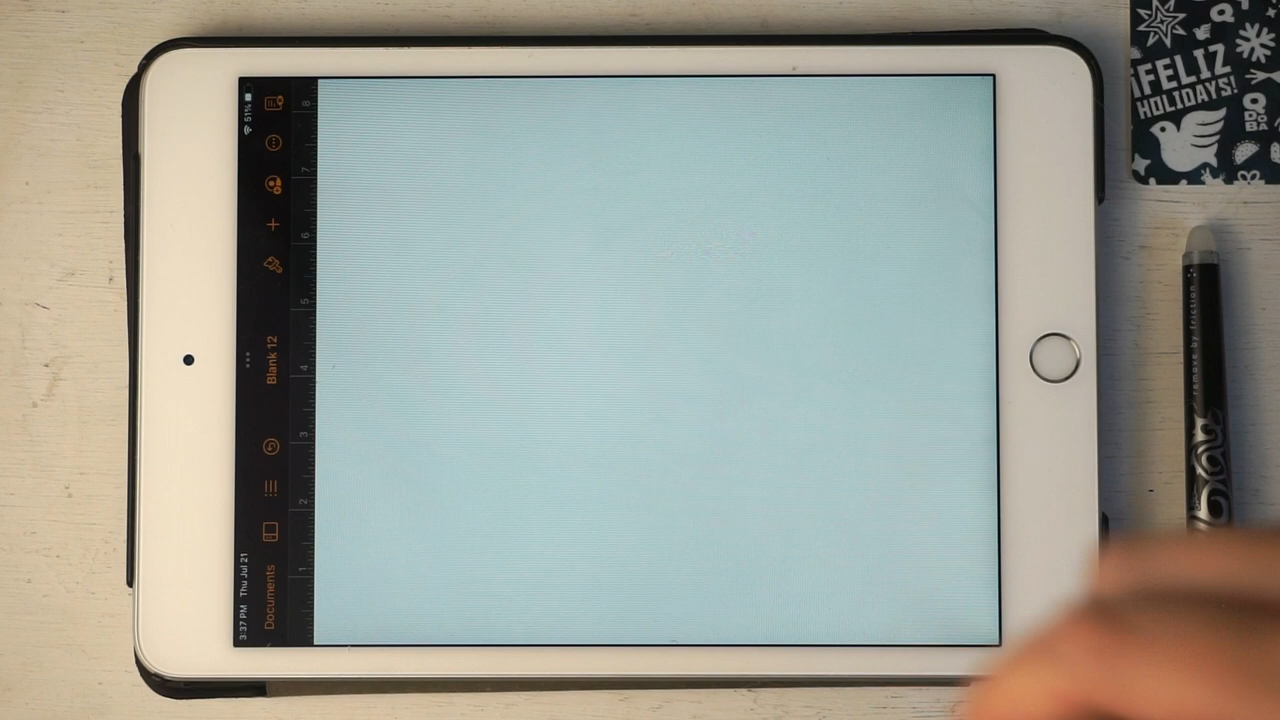 3:37 PM Thu Jul 21
51%
Documents
Blank 12
1 2 3 4 5 6 7 8
¡FELIZ
HOLIDAYS!
Q
QDOBA
remove by friction